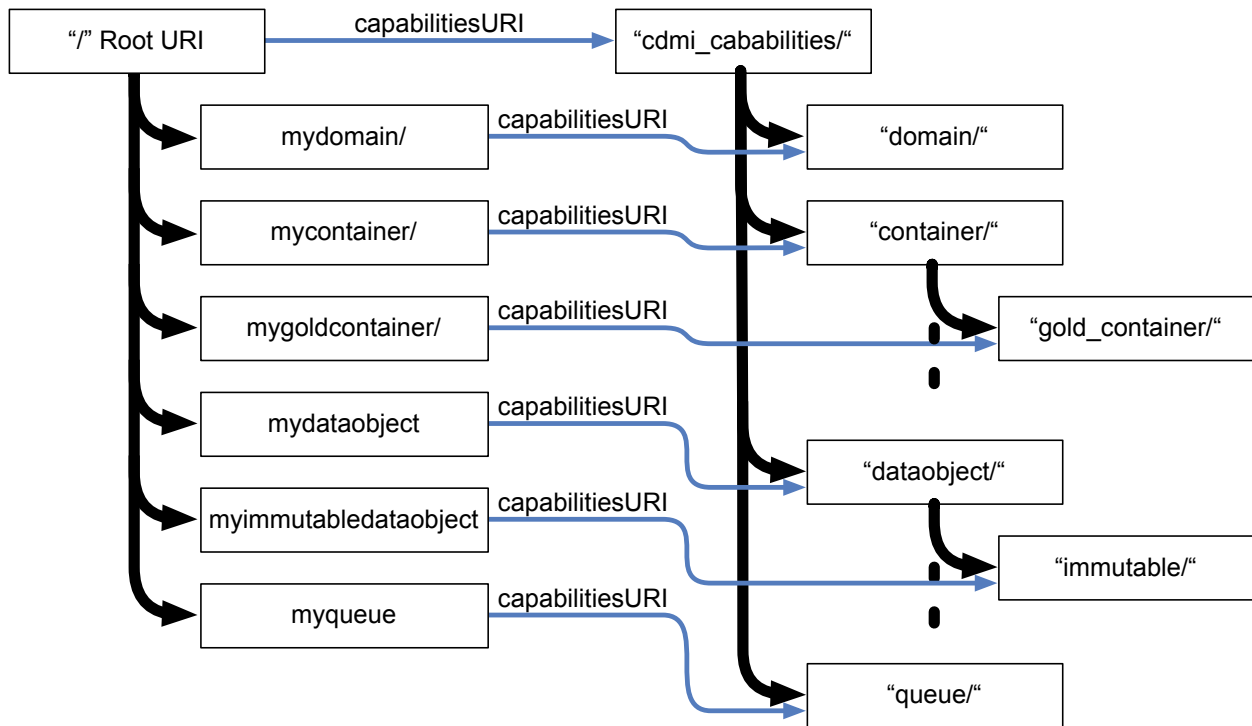 “/” Root URI
capabilitiesURI
“cdmi_cababilities/“
mydomain/
capabilitiesURI
“domain/“
mycontainer/
capabilitiesURI
“container/“
mygoldcontainer/
capabilitiesURI
“gold_container/“
mydataobject
capabilitiesURI
“dataobject/“
myimmutabledataobject
capabilitiesURI
“immutable/“
myqueue
capabilitiesURI
“queue/“